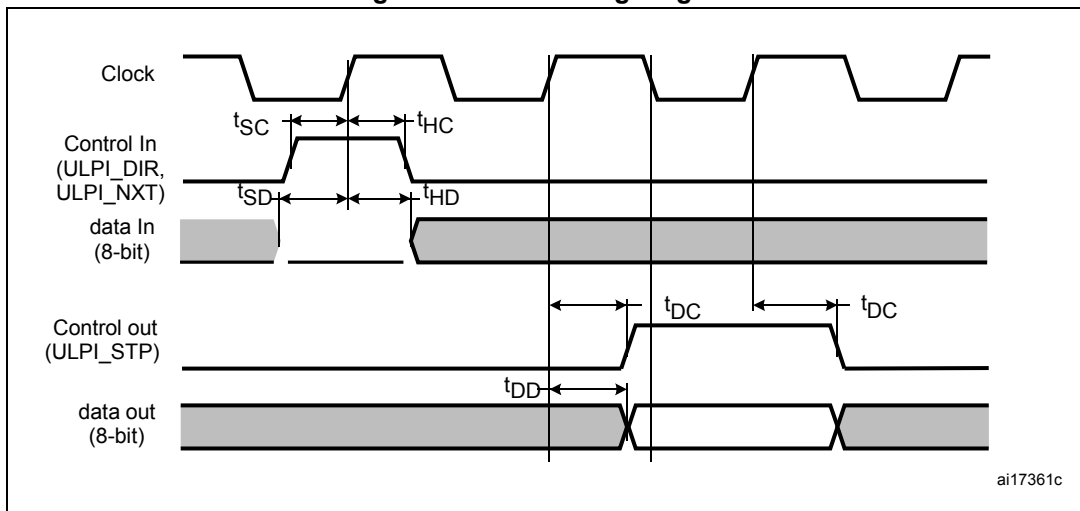 Clock
tSC
tHC
Control In
(ULPI_DIR,
ULPI_NXT)
tSD
tHD
data In
(8-bit)
tDC
tDC
Control out
(ULPI_STP)
tDD
data out
(8-bit)
ai17361c